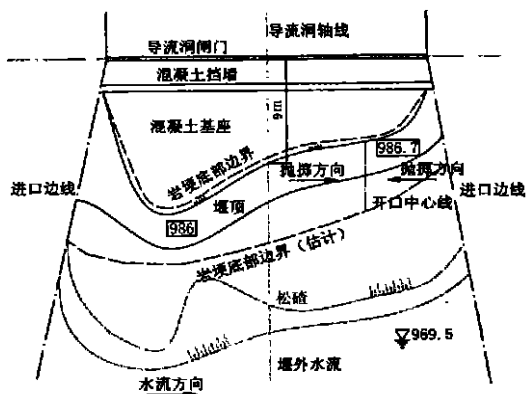 导流洞轴线
导流洞闸门
混凝土挡墙
9m
混凝土基座
986.7
岩埂底部边界
抛掷方向
抛掷方向
进口边线
进口边线
堰顶
开口中心线
986
岩埂底部边界（估计）
松碴
969.5
堰外水流
水流方向